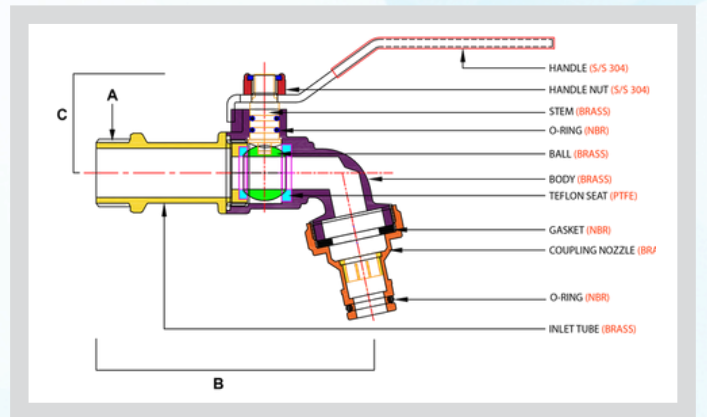 HANDLE (S/S 304)
A
HANDLE NUT (S/S 304)
C
STEM (BRASS)
O-RING (NBR)
BALL (BRASS)
BODY (BRASS)
TEFLON SEAT (PTFE)
GASKET (NBR)
COUPLING NOZZLE (BRA
O-RING (NBR)
INLET TUBE (BRASS)
B